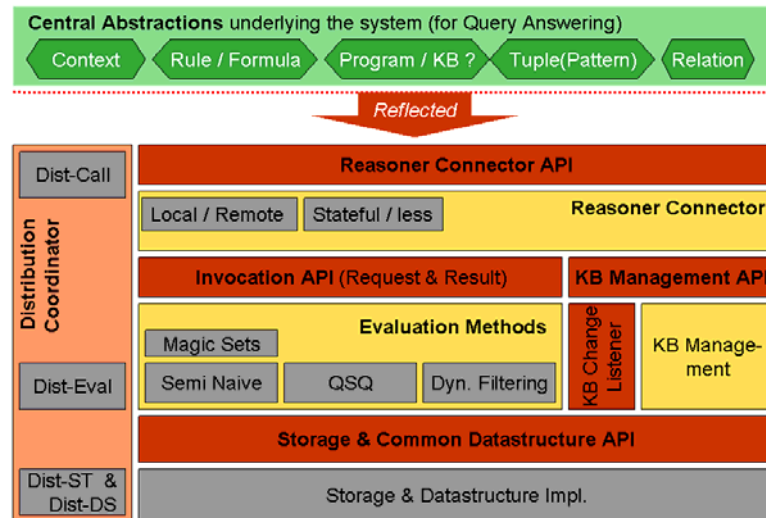 Central Abstractions underlying the system (for Query Answering)
Context
Rule / Formula
Program / KB ?
Tuple(Pattern)
Relation
Reflected
Distribution
Coordinator
Dist-Call
Dist-Eval
Dist-ST &
Dist-DS
Reasoner Connector API
Local / Remote
Stateful / less
Reasoner Connector
Invocation API (Request & Result)
KB Management API
Evaluation Methods
Magic Sets
Semi Naive
QSQ
Dyn. Filtering
KB Change
Listener
KB Manage-
ment
Storage & Common Datastructure API
Storage & Datastructure Impl.